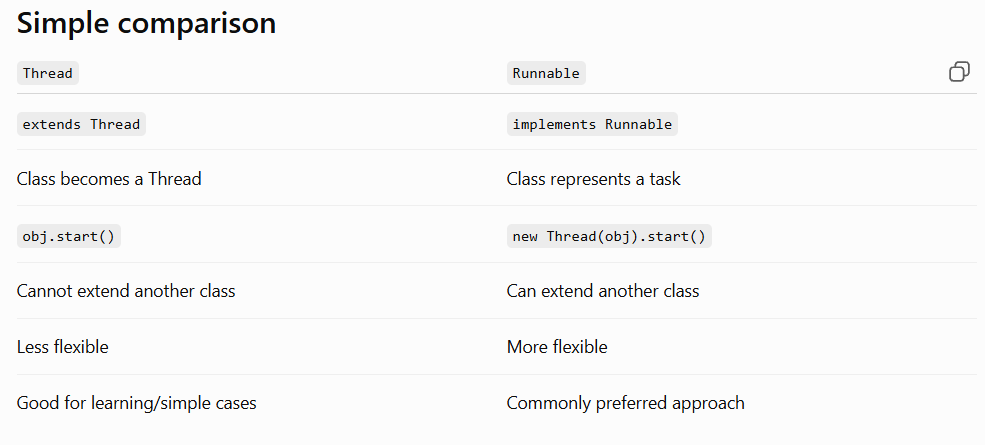 Simple comparison
Thread Runnable
extends Thread implements Runnable
Class becomes a Thread Class represents a task
obj.start() new Thread(obj).start()
Cannot extend another class Can extend another class
Less flexible More flexible
Good for learning/simple cases Commonly preferred approach